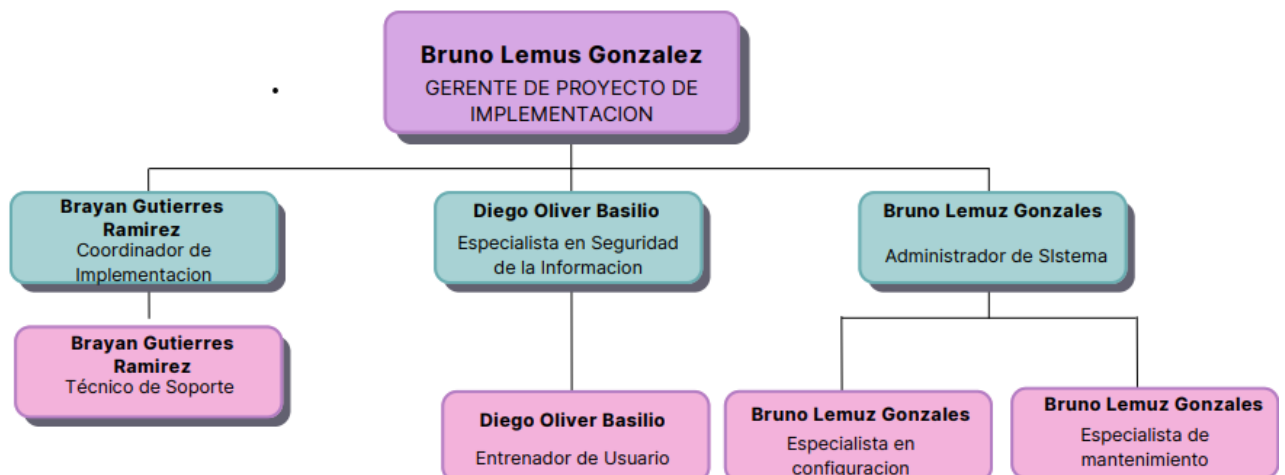 Bruno Lemus Gonzalez
GERENTE DE PROYECTO DE
IMPLEMENTACION
Brayan Gutierres
Ramirez
Coordinador de
Implementacion
Diego Oliver Basilio
Especialista en Seguridad
de la Informacion
Bruno Lemuz Gonzales
Administrador de SIstema
Brayan Gutierres
Ramirez
Técnico de Soporte
Diego Oliver Basilio
Entrenador de Usuario
Bruno Lemuz Gonzales
Especialista en
configuracion
Bruno Lemuz Gonzales
Especialista de
mantenimiento